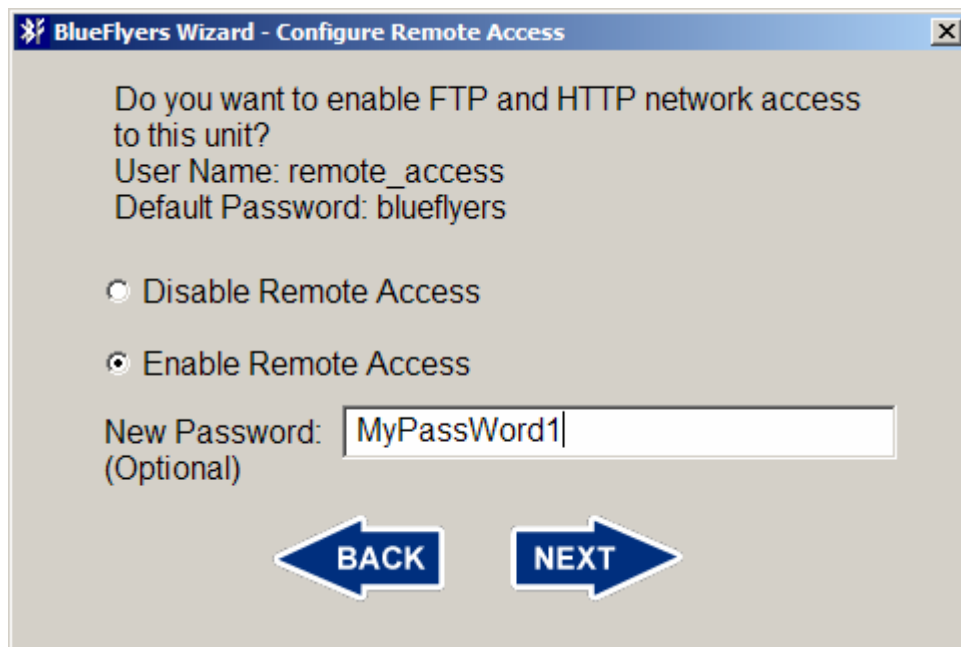 BlueFlyers Wizard - Configure Remote Access
Do you want to enable FTP and HTTP network access
to this unit?
User Name: remote_access
Default Password: blueflyers
Disable Remote Access
Enable Remote Access
New Password: MyPassWord1
(Optional)
BACK NEXT